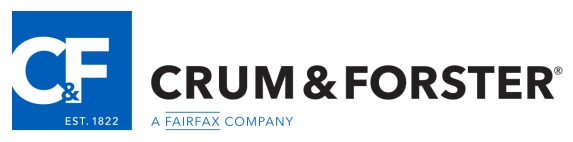 C&F
EST. 1822
CRUM & FORSTER®
A FAIRFAX COMPANY